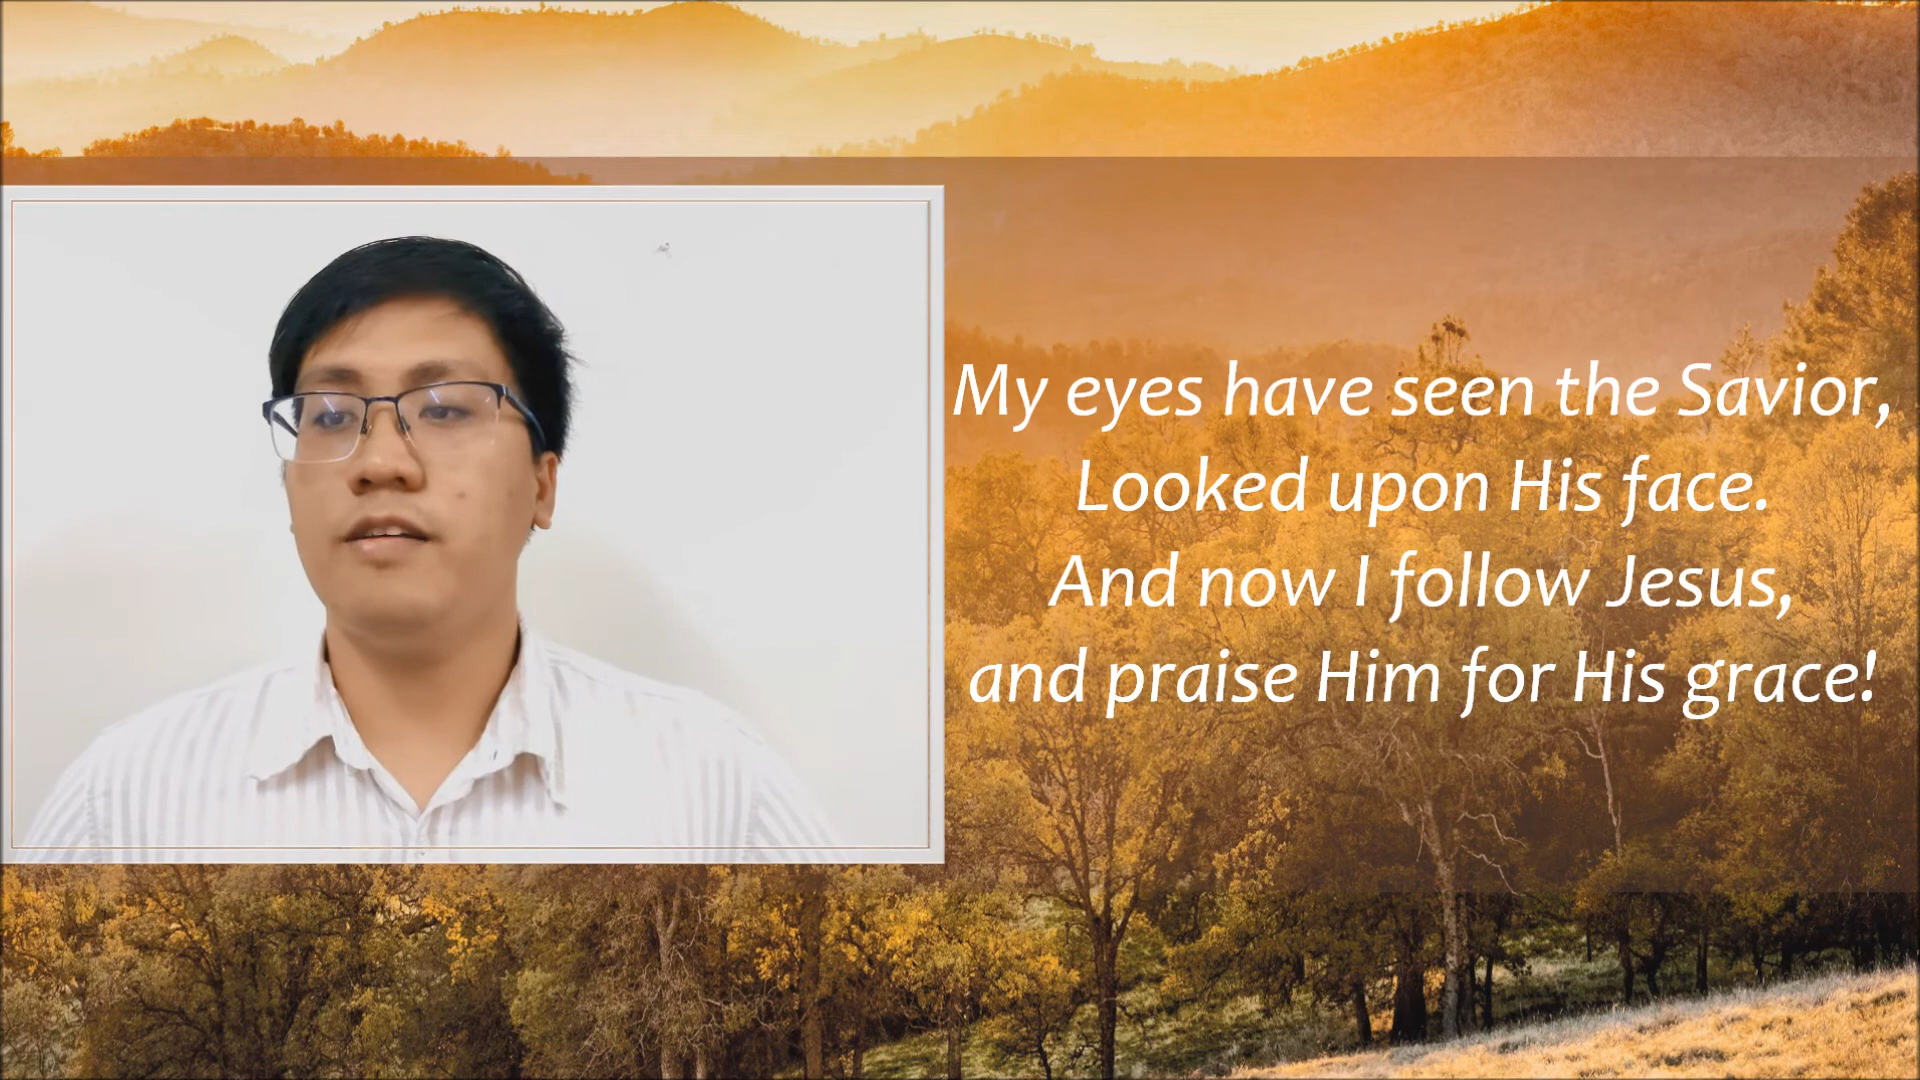 My eyes have seen the Savior,
Looked upon His face.
And now I follow Jesus,
and praise Him for His grace!